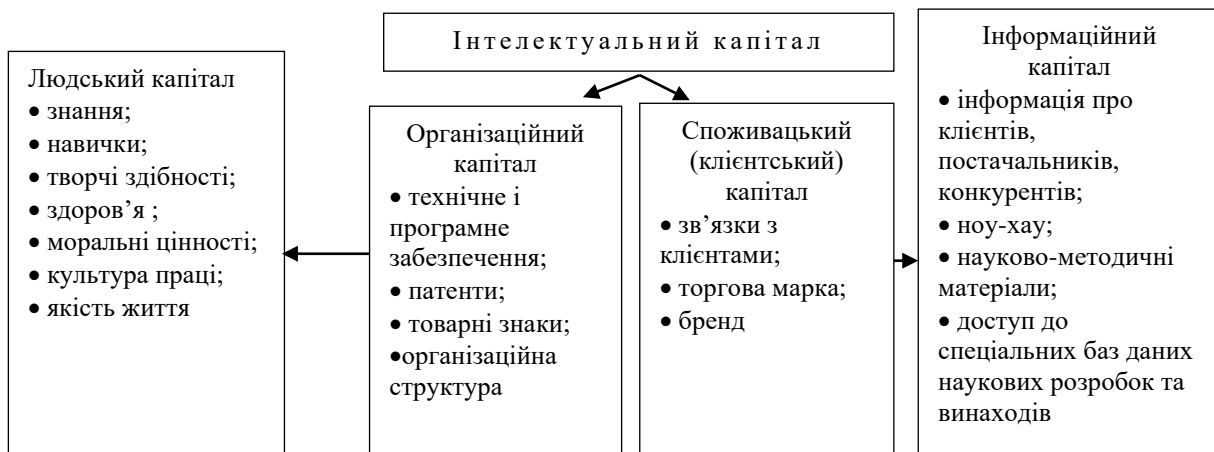 Інтелектуальний капітал
Людський капітал
• знання;
• навички;
• творчі здібності;
• здоров’я ;
• моральні цінності;
• культура праці;
• якість життя
Організаційний
капітал
• технічне і
програмне
забезпечення;
• патенти;
• товарні знаки;
•організаційна
структура
Споживацький
(клієнтський)
капітал
• зв’язки з
клієнтами;
• торгова марка;
• бренд
Інформаційний
капітал
• інформація про
клієнтів,
постачальників,
конкурентів;
• ноу-хау;
• науково-методичні
матеріали;
• доступ до
спеціальних баз даних
наукових розробок та
винаходів